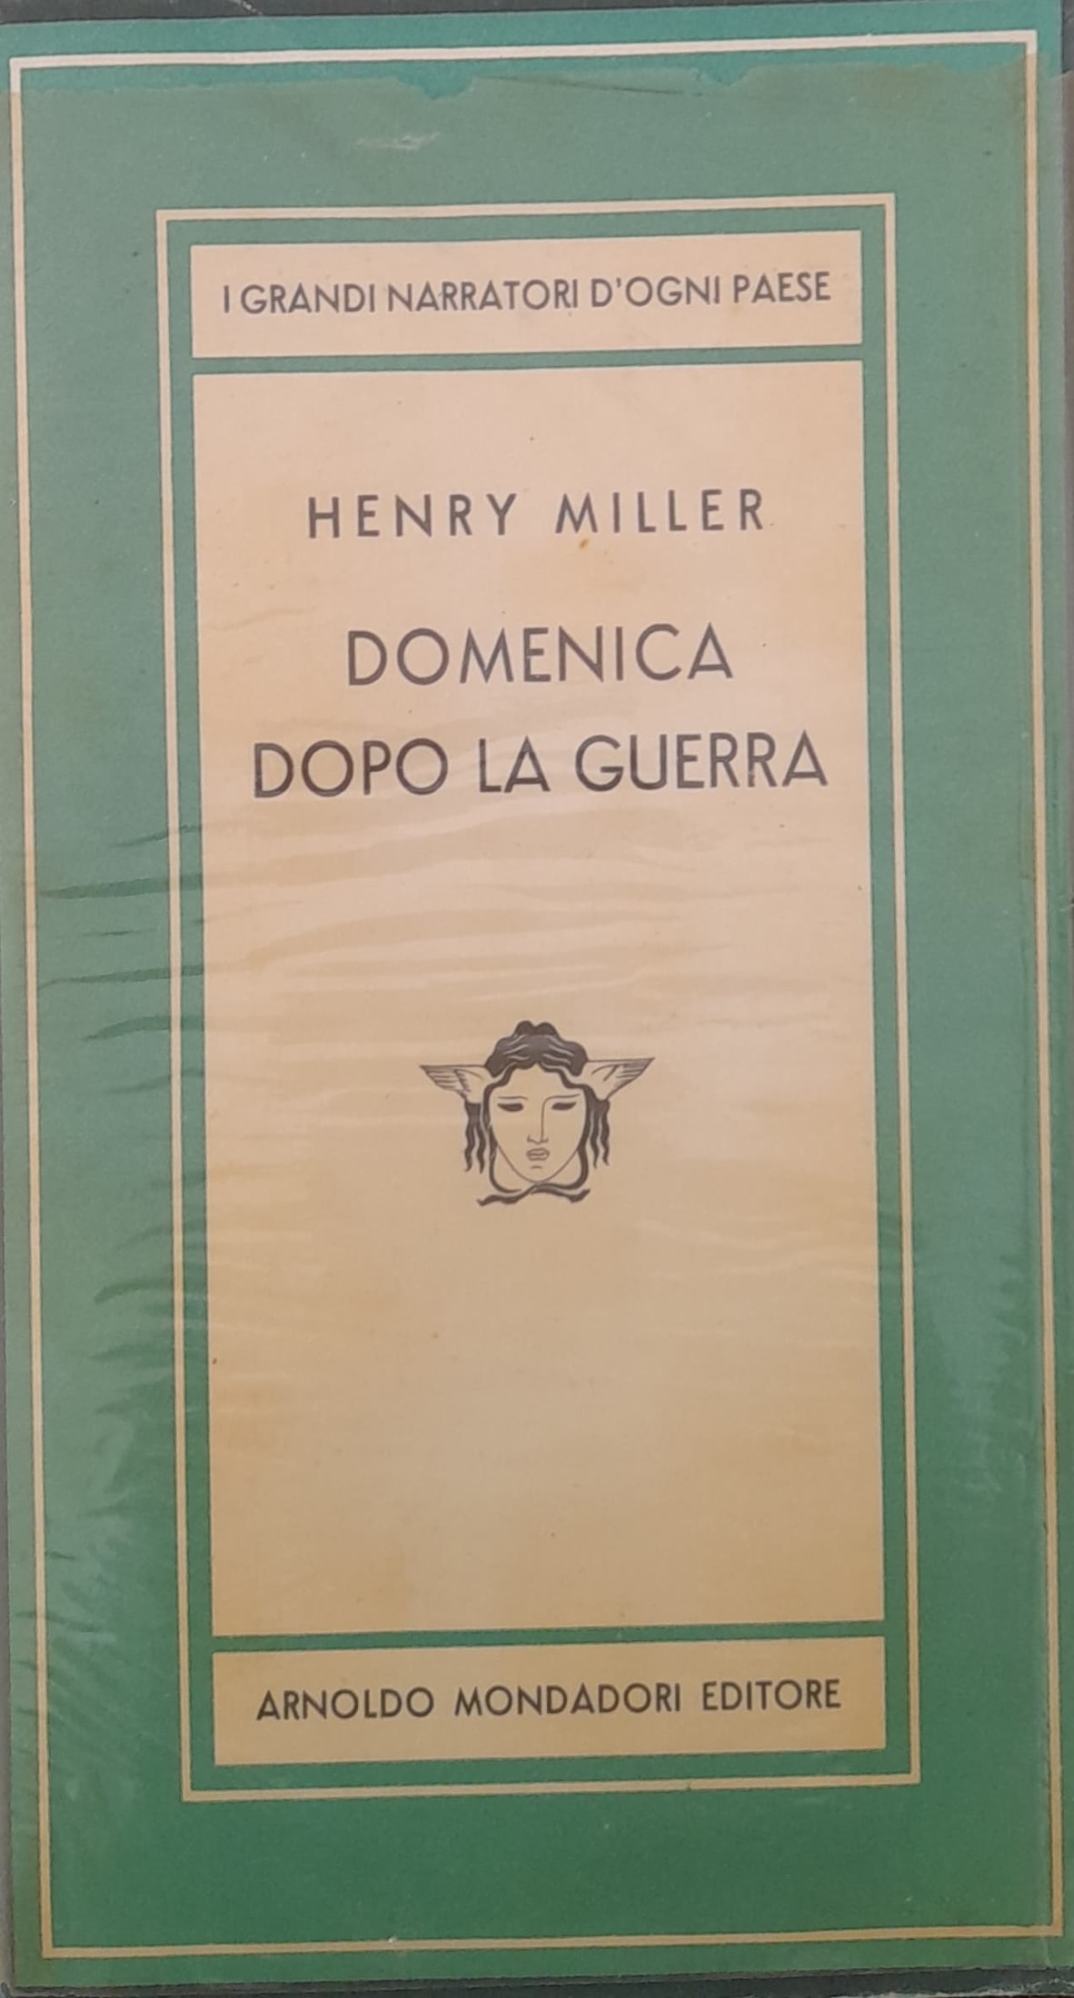 I GRANDI NARRATORI D'OGNI PAESE
HENRY MILLER
DOMENICA
DOPO LA GUERRA
ARNOLDO MONDADORI EDITORE